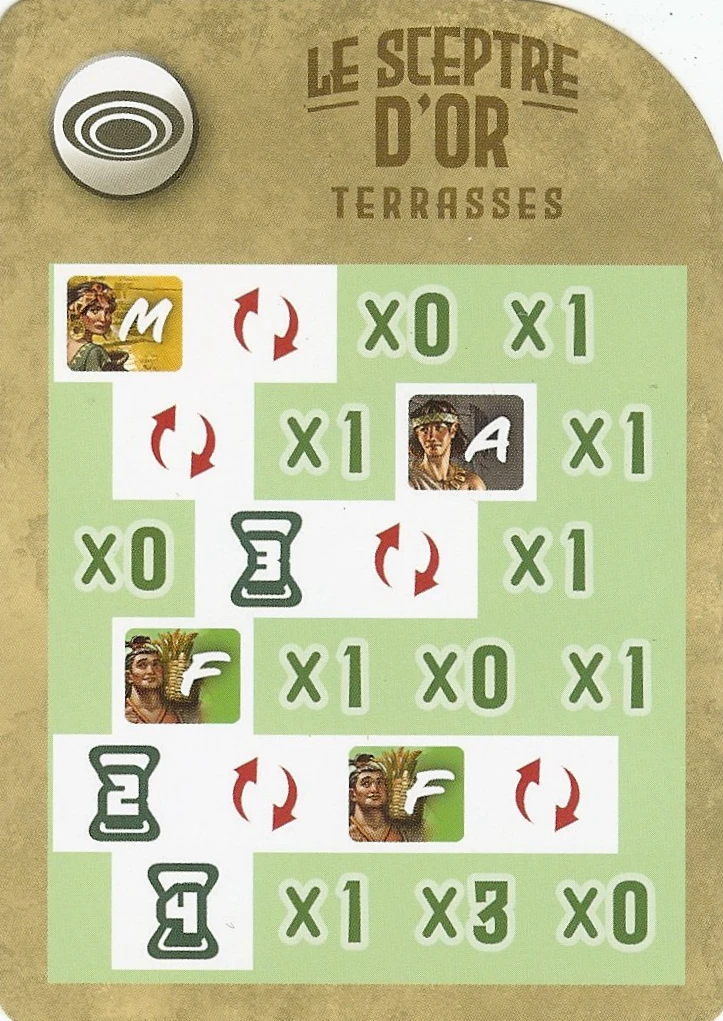 LE SCEPTRE
D'OR
TERRASSES
M X0 X1
X1 A X1
X0 3 X1
F X1 X0 X1
2 F
4 X1 X3 X0